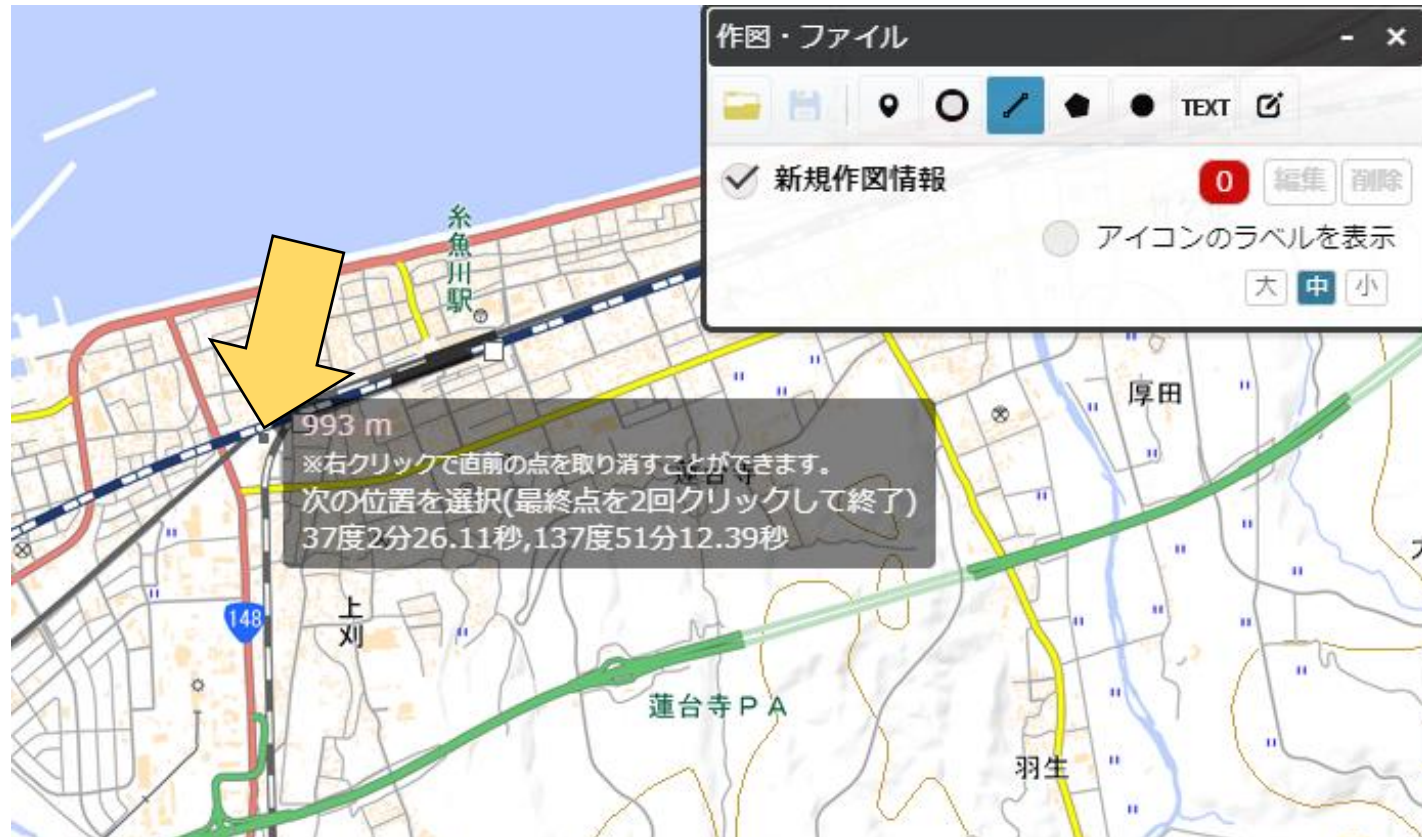 作図・ファイル
TEXT
新規作図情報
0
編集
削除
アイコンのラベルを表示
大
中
小
糸魚川駅
厚田
993 m
※右クリックで直前の点を取り消すことができます。
次の位置を選択(最終点を2回クリックして終了)
37度2分26.11秒,137度51分12.39秒
蓮台寺
148
上刈
蓮台寺PA
羽生